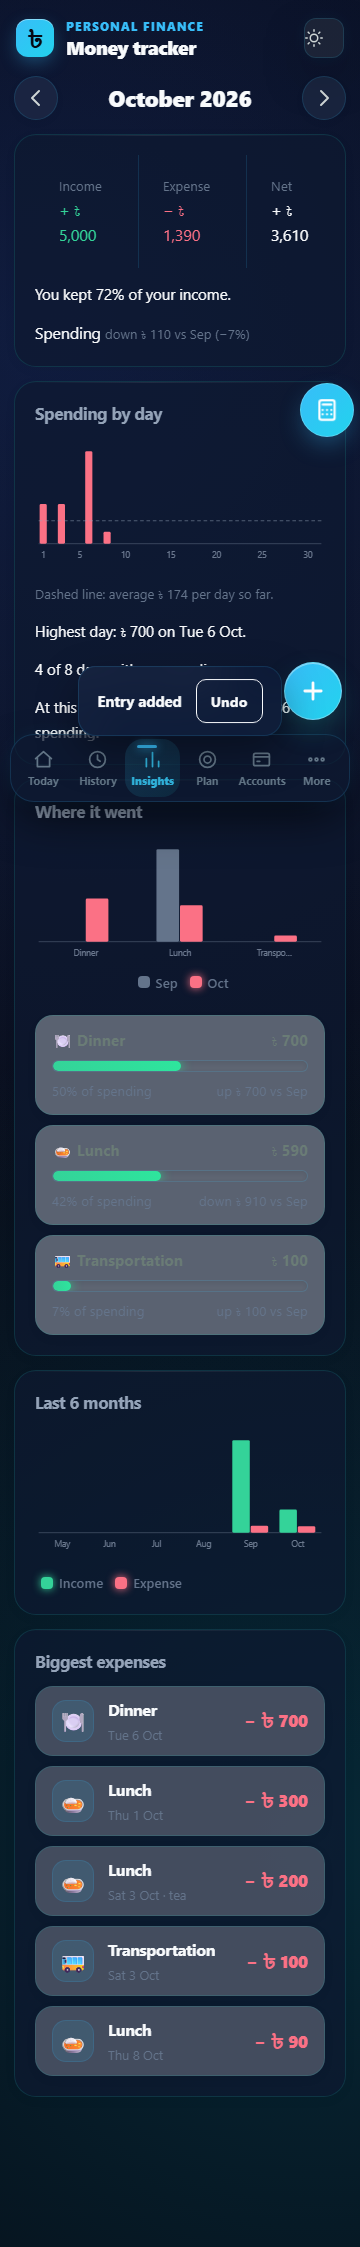 ৳
PERSONAL FINANCE
Money tracker
October 2026
Income
Expense
Net
+ ৳
5,000
− ৳
1,390
+ ৳
3,610
You kept 72% of your income.
Spending down ৳ 110 vs Sep (−7%)
Spending by day
1 5 10 15 20 25 30
Dashed line: average ৳ 174 per day so far.
Highest day: ৳ 700 on Tue 6 Oct.
4 of 8
At this
spending.
Entry added
Undo
Today
History
Insights
Plan
Accounts
More
Where it went
Dinner Lunch Transpo...
Sep Oct
Dinner ৳ 700
50% of spending up ৳ 700 vs Sep
Lunch ৳ 590
42% of spending down ৳ 910 vs Sep
Transportation ৳ 100
7% of spending up ৳ 100 vs Sep
Last 6 months
May Jun Jul Aug Sep Oct
Income Expense
Biggest expenses
Dinner
Tue 6 Oct
− ৳ 700
Lunch
Thu 1 Oct
− ৳ 300
Lunch
Sat 3 Oct · tea
− ৳ 200
Transportation
Sat 3 Oct
− ৳ 100
Lunch
Thu 8 Oct
− ৳ 90